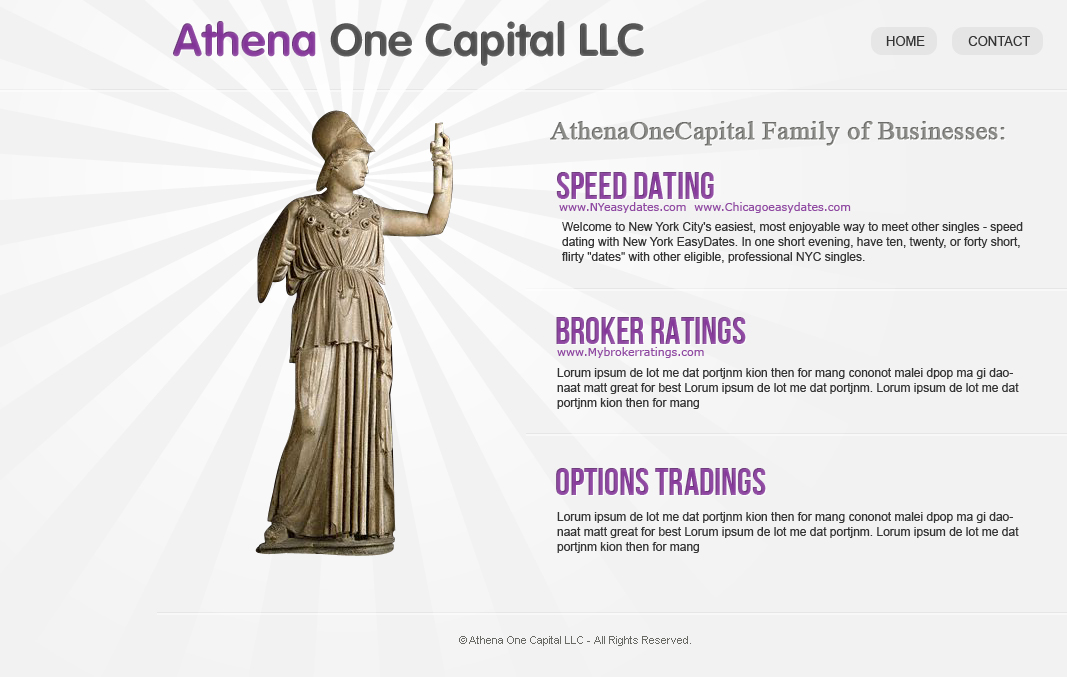 Athena One Capital LLC
HOME
CONTACT
AthenaOneCapital Family of Businesses:
SPEED DATING
www.NYeasydates.com www.Chicagoeasydates.com
Welcome to New York City's easiest, most enjoyable way to meet other singles - speed
dating with New York EasyDates. In one short evening, have ten, twenty, or forty short,
flirty "dates" with other eligible, professional NYC singles.
BROKER RATINGS
www.Mybrokerratings.com
Lorum ipsum de lot me dat portjnm kion then for mang cononot malei dpop ma gi dao-
naat matt great for best Lorum ipsum de lot me dat portjnm. Lorum ipsum de lot me dat
portjnm kion then for mang
OPTIONS TRADINGS
Lorum ipsum de lot me dat portjnm kion then for mang cononot malei dpop ma gi dao-
naat matt great for best Lorum ipsum de lot me dat portjnm. Lorum ipsum de lot me dat
portjnm kion then for mang
© Athena One Capital LLC - All Rights Reserved.